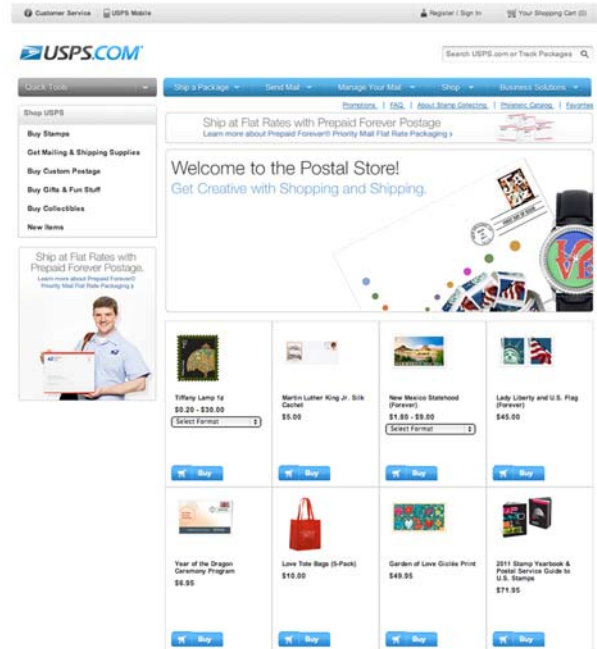 Customer Service USPS Mobile Register / Sign In Your Shopping Cart (0)
USPS.COM
Search USPS.com or Track Packages
Quick Tools Ship a Package Send Mail Manage Your Mail Shop Business Solutions
Promotions | FAQ | About Stamp Collecting | Philatelic Catalog | Favorites
Shop USPS
Buy Stamps
Get Mailing & Shipping Supplies
Buy Custom Postage
Buy Gifts & Fun Stuff
Buy Collectibles
New Items
Ship at Flat Rates with Prepaid Forever Postage
Learn more about Prepaid Forever® Priority Mail Flat Rate Packaging ›
Welcome to the Postal Store!
Get Creative with Shopping and Shipping.
Ship at Flat Rates with
Prepaid Forever Postage.
Learn more about Prepaid Forever®
Priority Mail Flat Rate Packaging ›
Tiffany Lamp 1¢
$0.20 - $30.00
Select Format
Buy
Martin Luther King Jr. Silk
Cachet
$5.00
Buy
New Mexico Statehood
(Forever)
$1.80 - $9.00
Select Format
Buy
Lady Liberty and U.S. Flag
(Forever)
$45.00
Buy
Year of the Dragon
Ceremony Program
$6.95
Buy
Love Tote Bags (5-Pack)
$10.00
Buy
Garden of Love Giclée Print
$49.95
Buy
2011 Stamp Yearbook &
Postal Service Guide to
U.S. Stamps
$71.95
Buy